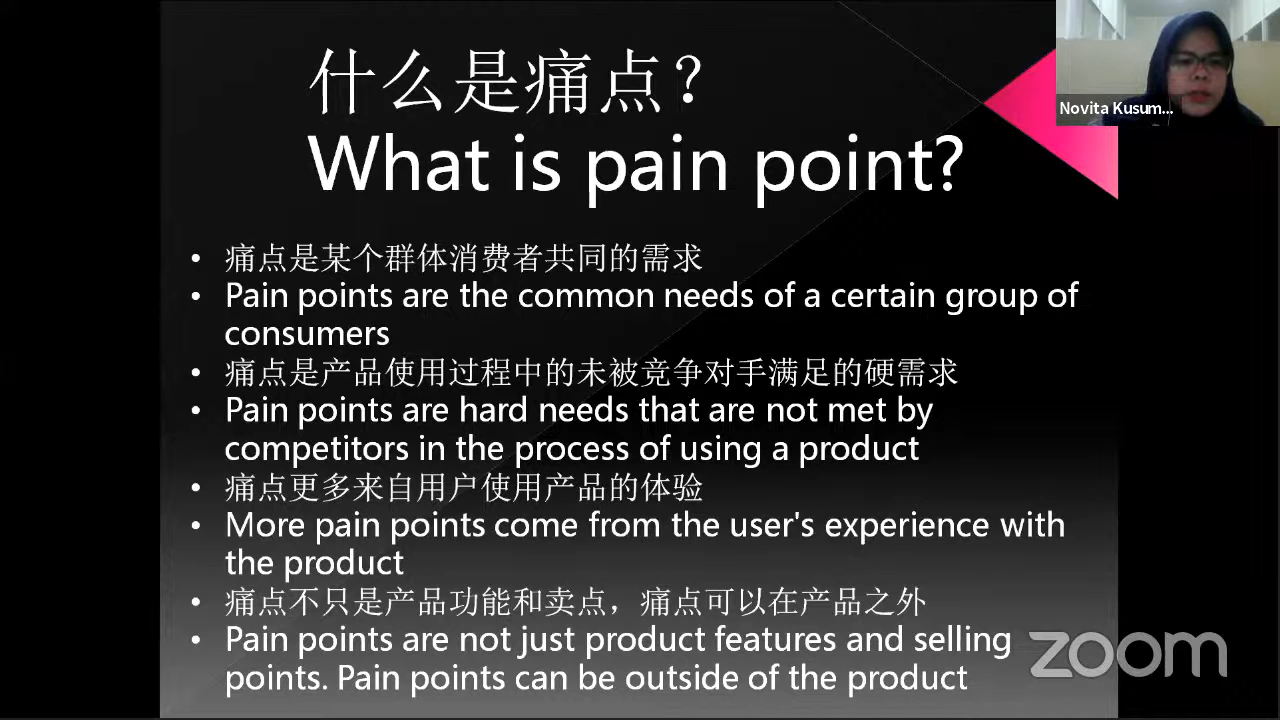 什么是痛点？
What is pain point?
Novita Kusum...
• 痛点是某个群体消费者共同的需求
• Pain points are the common needs of a certain group of
consumers
• 痛点是产品使用过程中的未被竞争对手满足的硬需求
• Pain points are hard needs that are not met by
competitors in the process of using a product
• 痛点更多来自用户使用产品的体验
• More pain points come from the user's experience with
the product
• 痛点不只是产品功能和卖点，痛点可以在产品之外
• Pain points are not just product features and selling
points. Pain points can be outside of the product
zoom